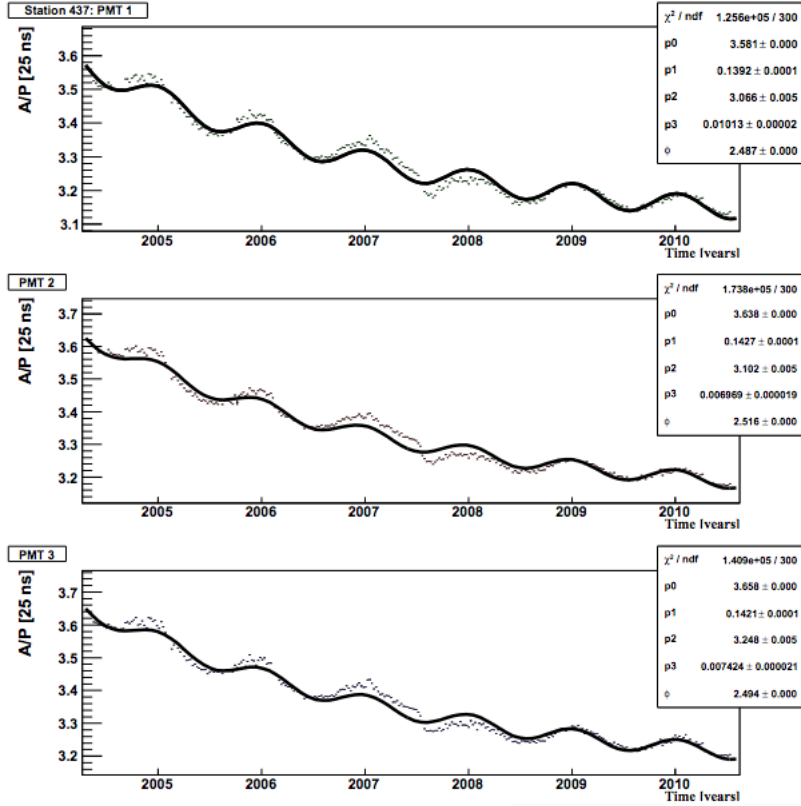 Station 437: PMT 1
A/P [25 ns]
3.6
3.5
3.4
3.3
3.2
3.1
2005 2006 2007 2008 2009 2010
Time [years]
χ² / ndf 1.256e+05 / 300
p0 3.581 ± 0.000
p1 0.1392 ± 0.0001
p2 3.066 ± 0.005
p3 0.01013 ± 0.00002
ϕ 2.487 ± 0.000
PMT 2
A/P [25 ns]
3.7
3.6
3.5
3.4
3.3
3.2
2005 2006 2007 2008 2009 2010
Time [years]
χ² / ndf 1.738e+05 / 300
p0 3.638 ± 0.000
p1 0.1427 ± 0.0001
p2 3.102 ± 0.005
p3 0.006969 ± 0.000019
ϕ 2.516 ± 0.000
PMT 3
A/P [25 ns]
3.7
3.6
3.5
3.4
3.3
3.2
2005 2006 2007 2008 2009 2010
Time [years]
χ² / ndf 1.409e+05 / 300
p0 3.658 ± 0.000
p1 0.1421 ± 0.0001
p2 3.248 ± 0.005
p3 0.007424 ± 0.000021
ϕ 2.494 ± 0.000